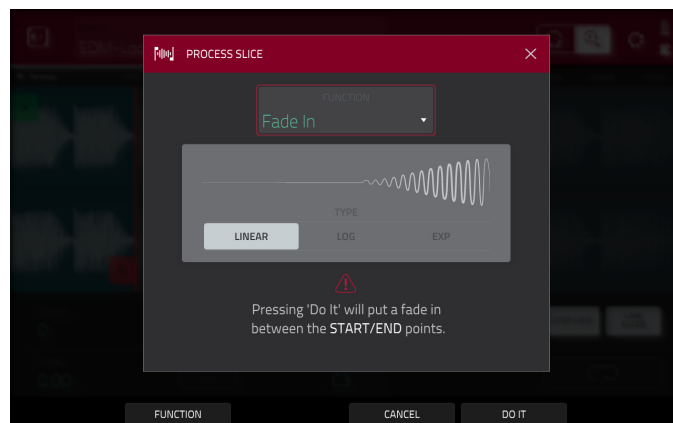 PROCESS SLICE
FUNCTION
Fade In
TYPE
LINEAR
LOG
EXP
Pressing 'Do It' will put a fade in
between the START/END points.
FUNCTION
CANCEL
DO IT